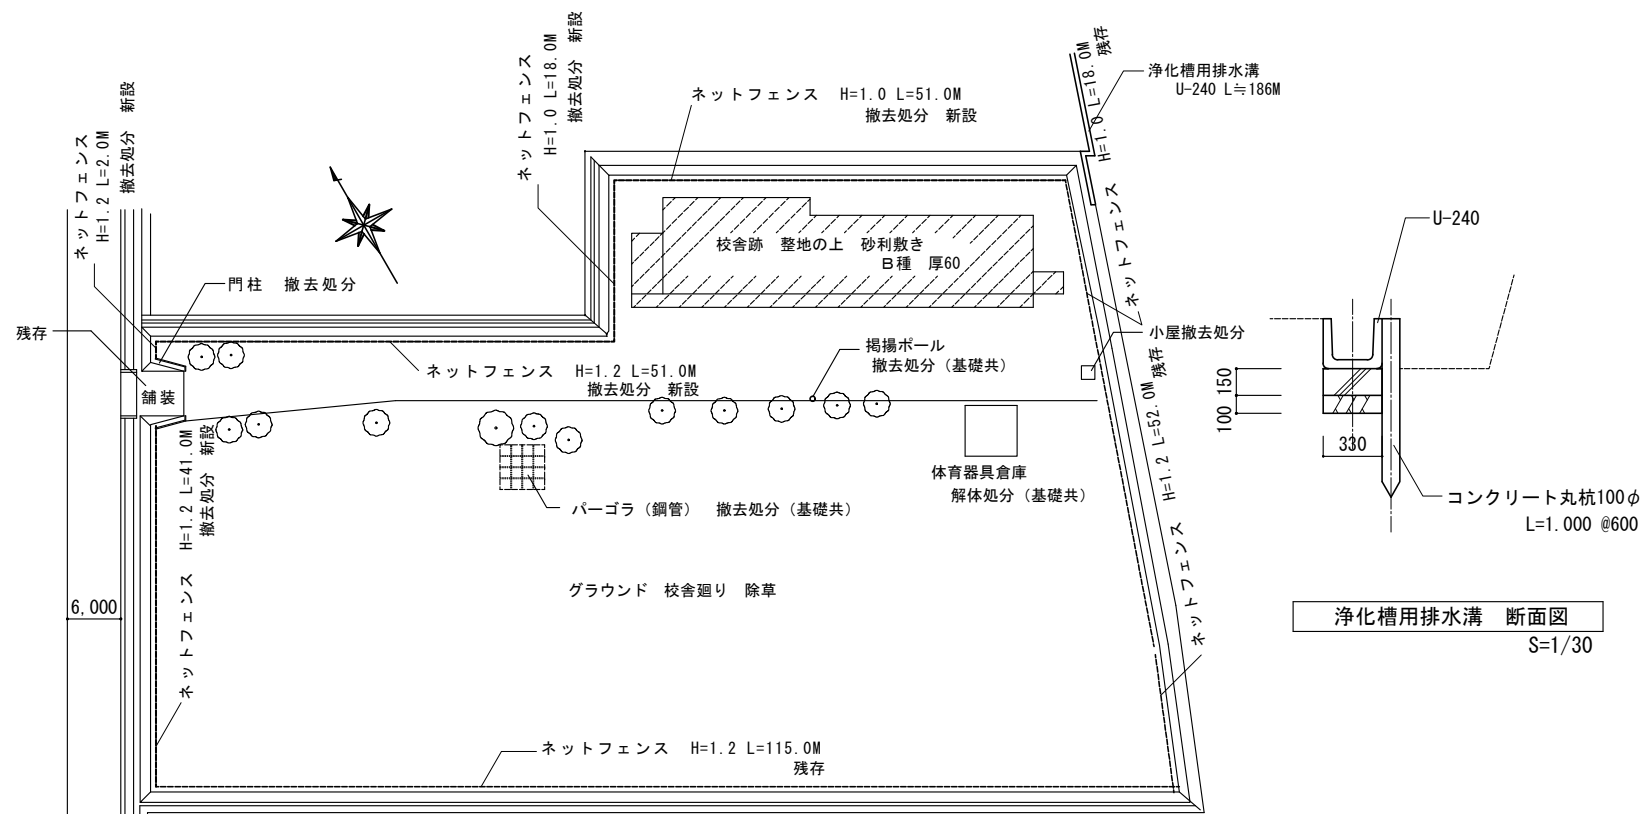 ネットフェンス
H=1.2 L=2.0M
撤去処分 新設
ネットフェンス
H=1.0 L=18.0M
撤去処分 新設
ネットフェンス H=1.0 L=51.0M
撤去処分 新設
ネットフェンス H=1.0 L=18.0M
残存
浄化槽用排水溝
U-240 L≒186M
門柱 撤去処分
残存
舗装
校舎跡 整地の上 砂利敷き
B種 厚60
ネットフェンス H=1.2 L=51.0M
撤去処分 新設
掲揚ポール
撤去処分(基礎共)
小屋撤去処分
ネットフェンス H=1.2 L=41.0M
撤去処分 新設
パーゴラ(鋼管) 撤去処分(基礎共)
体育器具倉庫
解体処分(基礎共)
ネットフェンス H=1.2 L=52.0M
残存
グラウンド 校舎廻り 除草
6,000
ネットフェンス H=1.2 L=115.0M
残存
U-240
150
100
330
コンクリート丸杭100φ
L=1.000 @600
浄化槽用排水溝 断面図
S=1/30